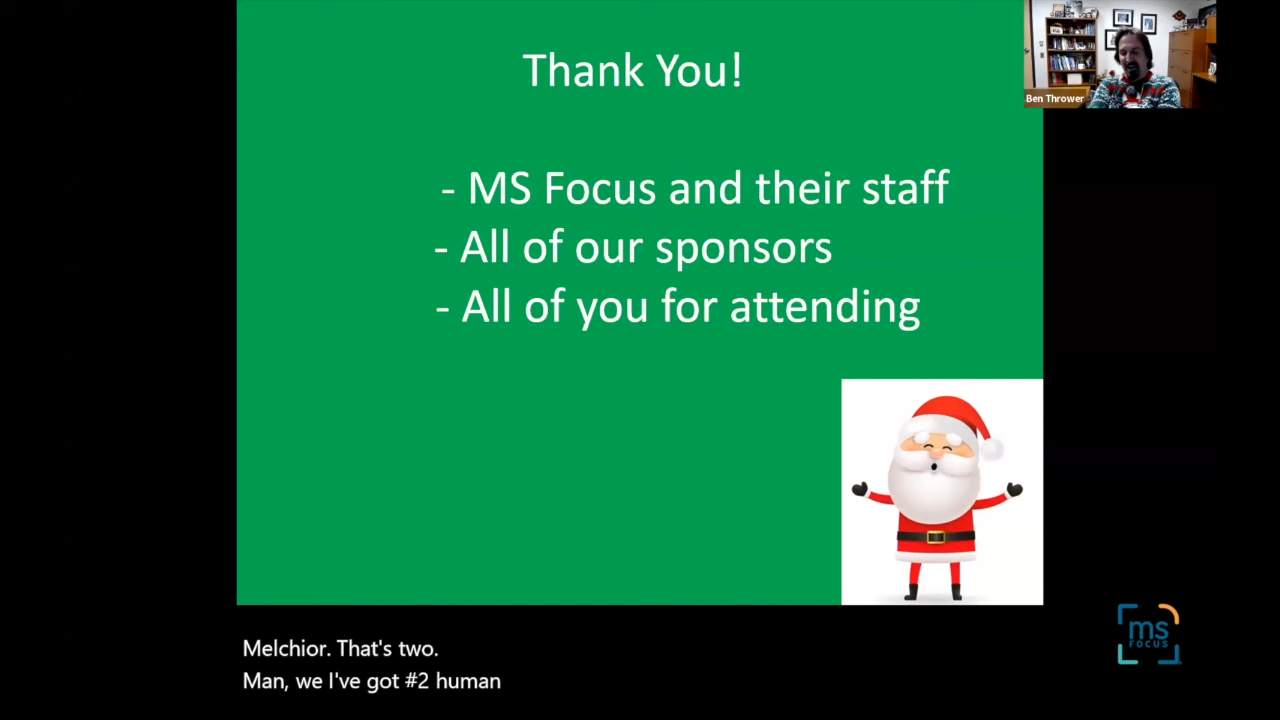 Thank You!
Ben Thrower
- MS Focus and their staff
- All of our sponsors
- All of you for attending
ms
FOCUS
Melchior. That's two.
Man, we I've got #2 human